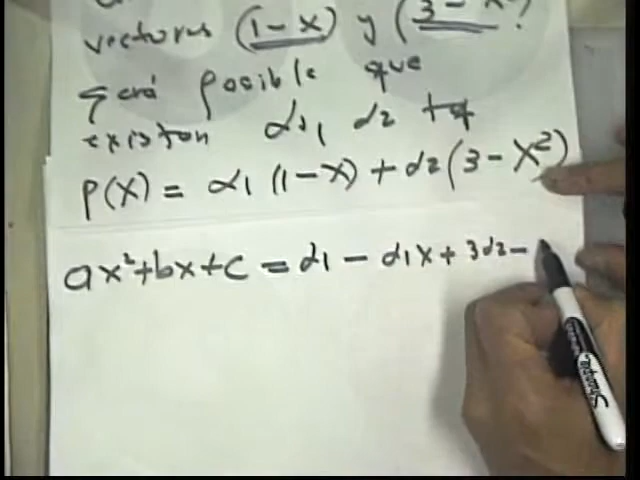 vectores (1-x) y (3-x²?
será posible que
existan α1, α2 tq
P(x) = α1 (1-x) + α2 (3-x²)
ax²+bx+c = α1 - α1x + 3α2 -
Sharpie